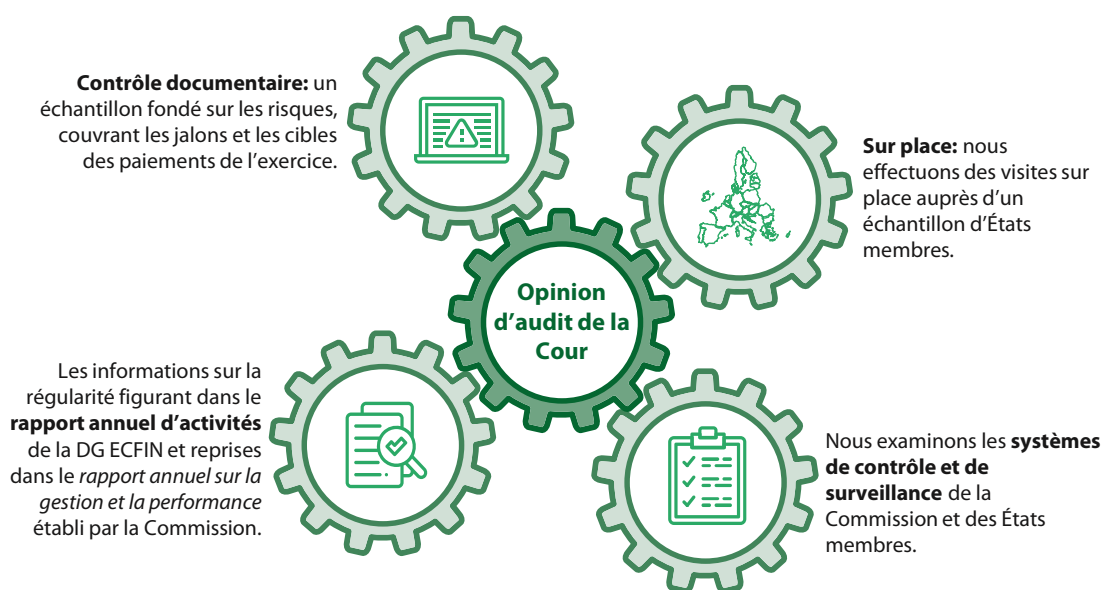 Contrôle documentaire: un
échantillon fondé sur les risques,
couvrant les jalons et les cibles
des paiements de l'exercice.
Sur place: nous
effectuons des visites sur
place auprès d'un
échantillon d'États
membres.
Opinion
d'audit de la
Cour
Les informations sur la
régularité figurant dans le
rapport annuel d'activités
de la DG ECFIN et reprises
dans le rapport annuel sur la
gestion et la performance
établi par la Commission.
Nous examinons les systèmes
de contrôle et de
surveillance de la
Commission et des États
membres.